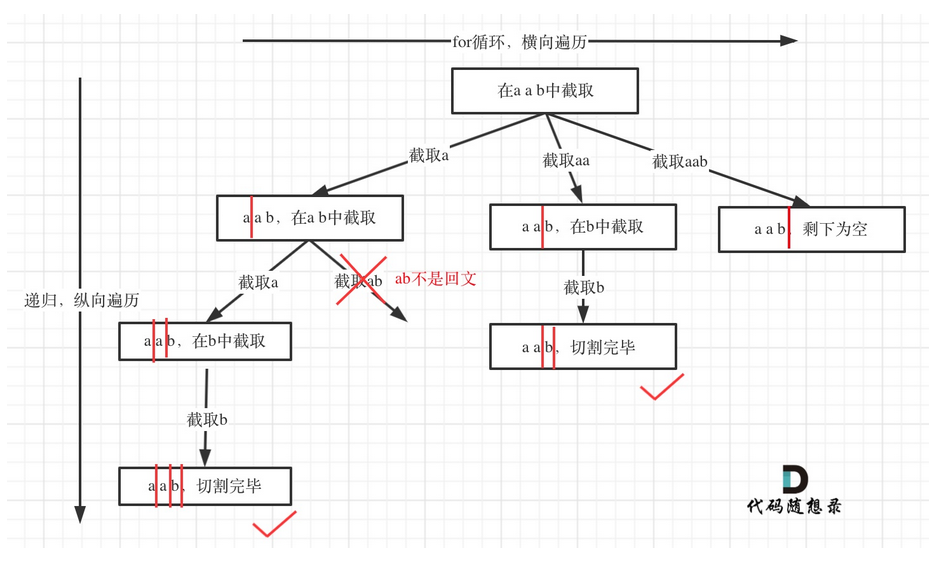 for循环，横向遍历
在a a b中截取
截取a
截取aa
截取aab
a a b，在a b中截取
a a b，在b中截取
a a b，剩下为空
截取a
截取ab
ab不是回文
截取b
递归，纵向遍历
a a b，在b中截取
a a b，切割完毕
截取b
a a b，切割完毕
代码随想录